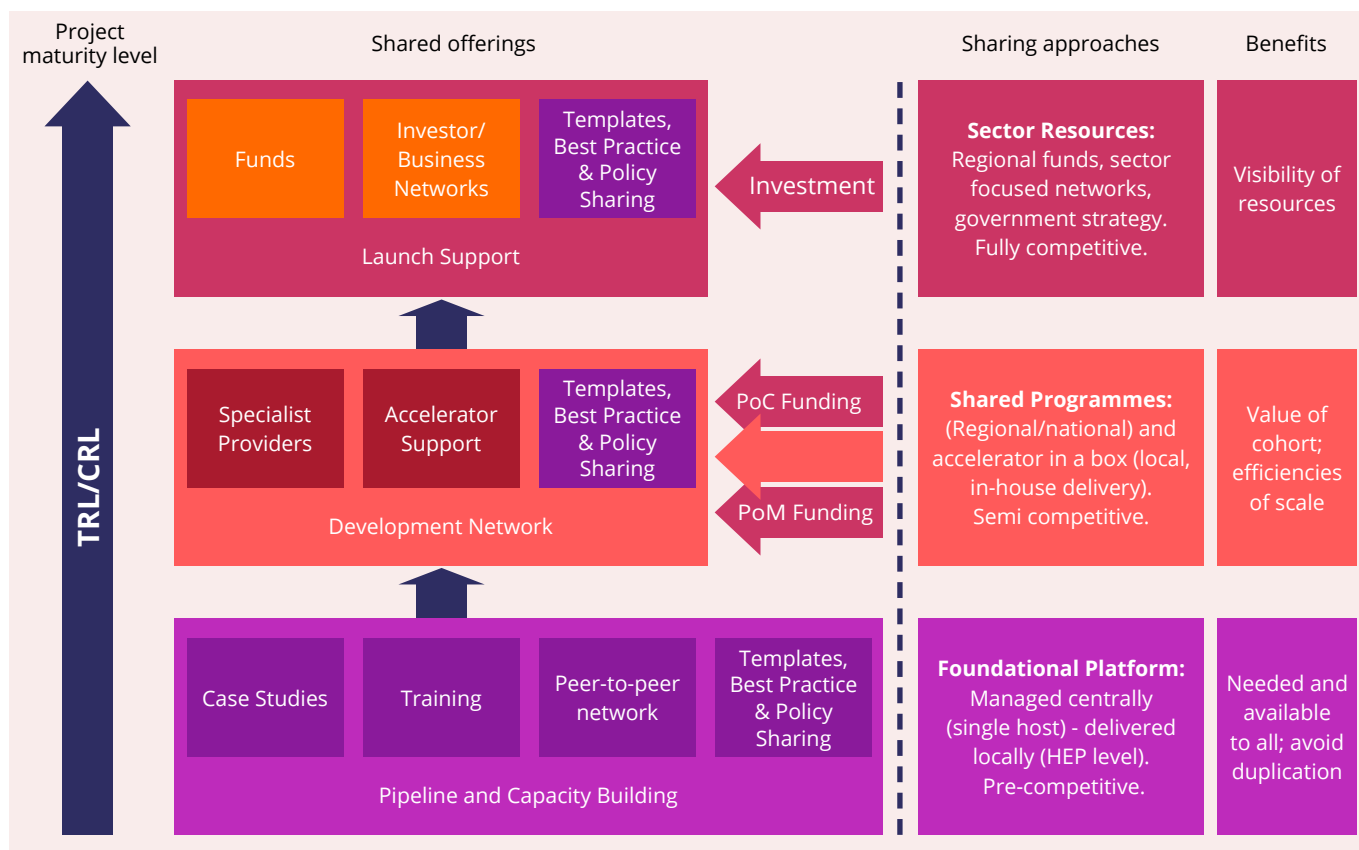 Project
maturity level
Shared offerings
Sharing approaches
Benefits
TRL/CRL
Funds
Investor/
Business
Networks
Templates,
Best Practice
& Policy
Sharing
Launch Support
Investment
Sector Resources:
Regional funds, sector
focused networks,
government strategy.
Fully competitive.
Visibility of
resources
Specialist
Providers
Accelerator
Support
Templates,
Best Practice
& Policy
Sharing
Development Network
PoC Funding
PoM Funding
Shared Programmes:
(Regional/national) and
accelerator in a box (local,
in-house delivery).
Semi competitive.
Value of
cohort;
efficiencies
of scale
Case Studies
Training
Peer-to-peer
network
Templates,
Best Practice
& Policy
Sharing
Pipeline and Capacity Building
Foundational Platform:
Managed centrally
(single host) - delivered
locally (HEP level).
Pre-competitive.
Needed and
available
to all; avoid
duplication